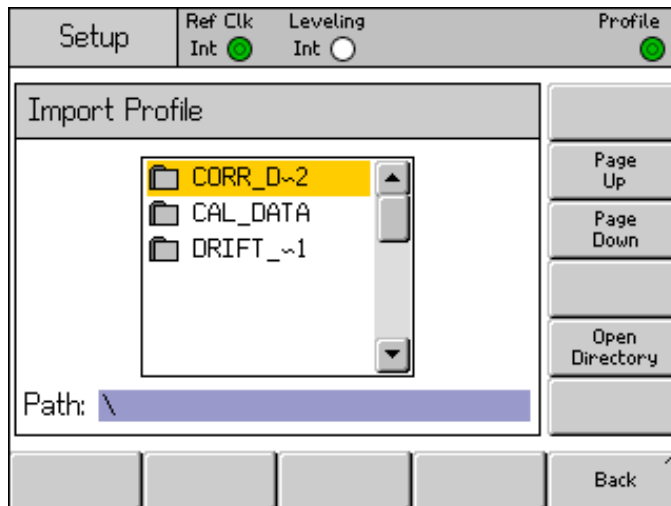 Setup
Ref Clk
Int
Leveling
Int
Profile
Import Profile
CORR_D~2
CAL_DATA
DRIFT_~1
Path: \
Page
Up
Page
Down
Open
Directory
Back